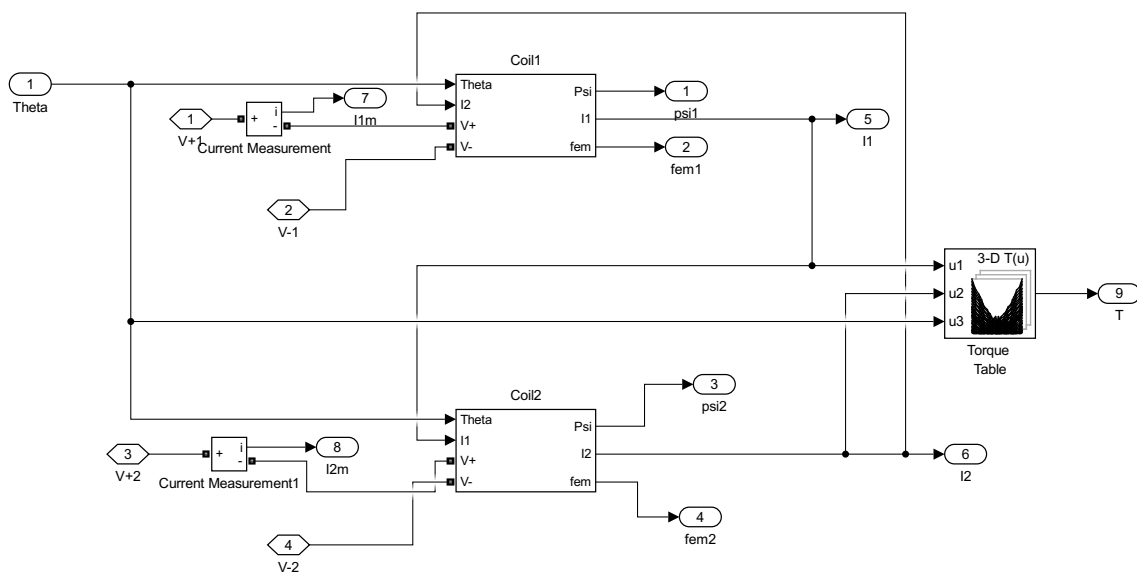 Coil1
1
Theta
Theta
I2
V+
V-
Psi
I1
fem
1
psi1
2
fem1
5
I1
1
V+1
+
i
-
Current Measurement
7
I1m
2
V-1
3-D T(u)
u1
u2
u3
Torque
Table
9
T
Coil2
Theta
I1
V+
V-
Psi
I2
fem
3
psi2
6
I2
4
fem2
3
V+2
+
i
-
Current Measurement1
8
I2m
4
V-2